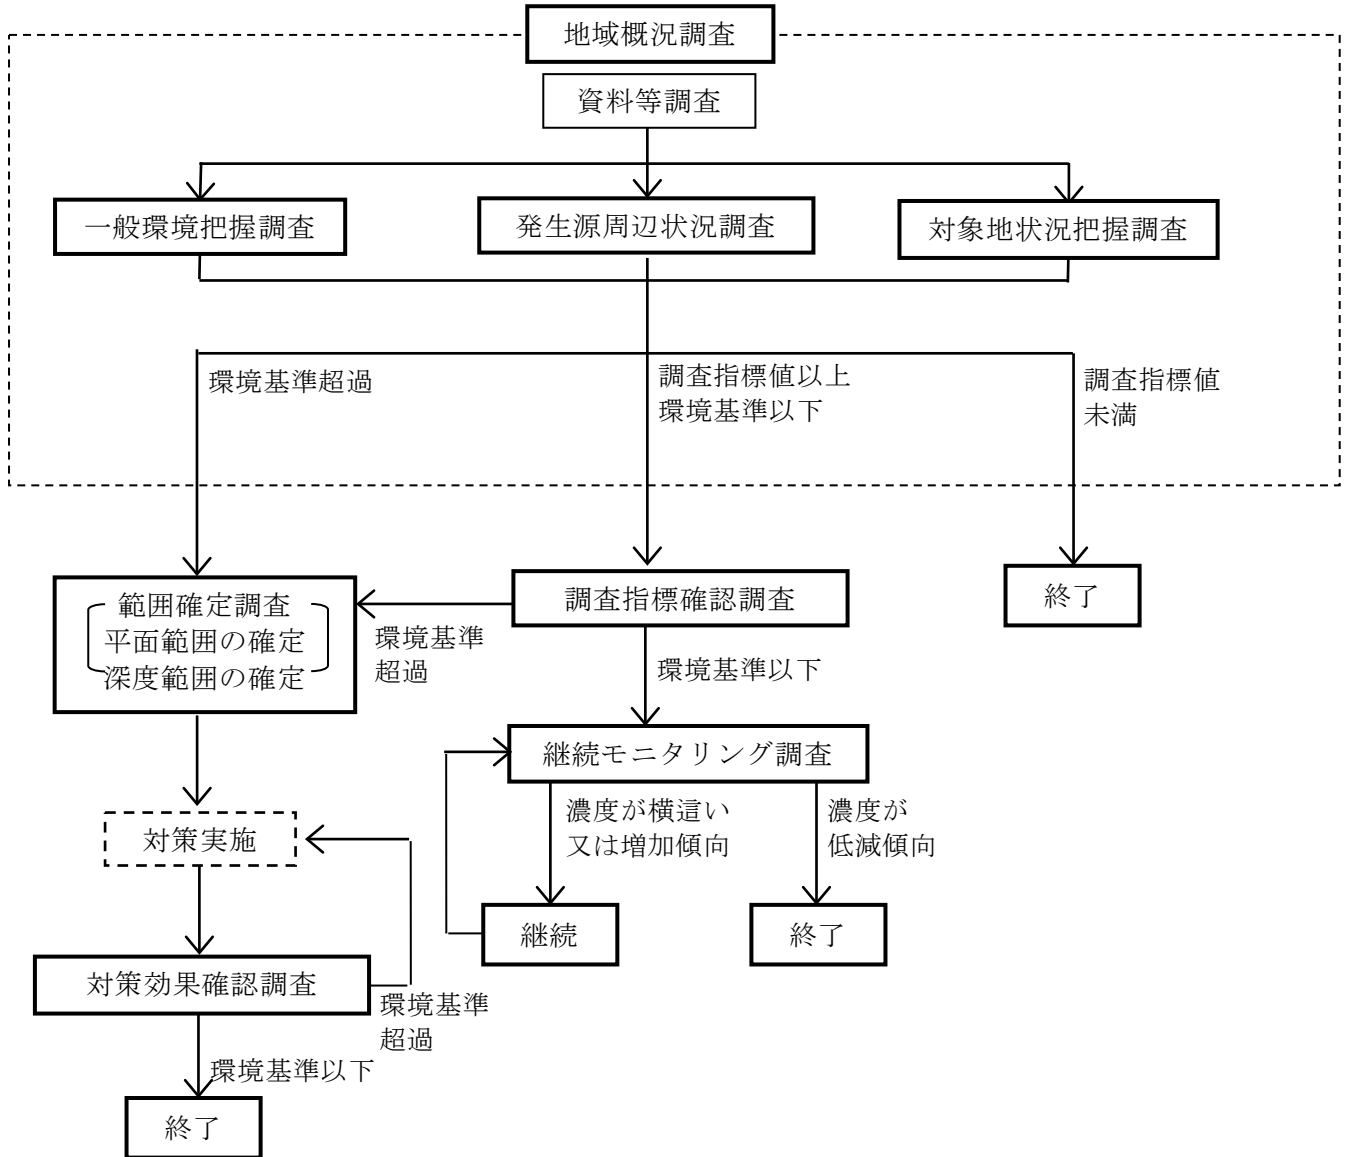 地域概況調査
資料等調査
一般環境把握調査
発生源周辺状況調査
対象地状況把握調査
環境基準超過
調査指標値以上
環境基準以下
調査指標値
未満
範囲確定調査
平面範囲の確定
深度範囲の確定
環境基準
超過
調査指標確認調査
終了
環境基準以下
継続モニタリング調査
濃度が横這い
又は増加傾向
濃度が
低減傾向
対策実施
継続
終了
対策効果確認調査
環境基準
超過
環境基準以下
終了